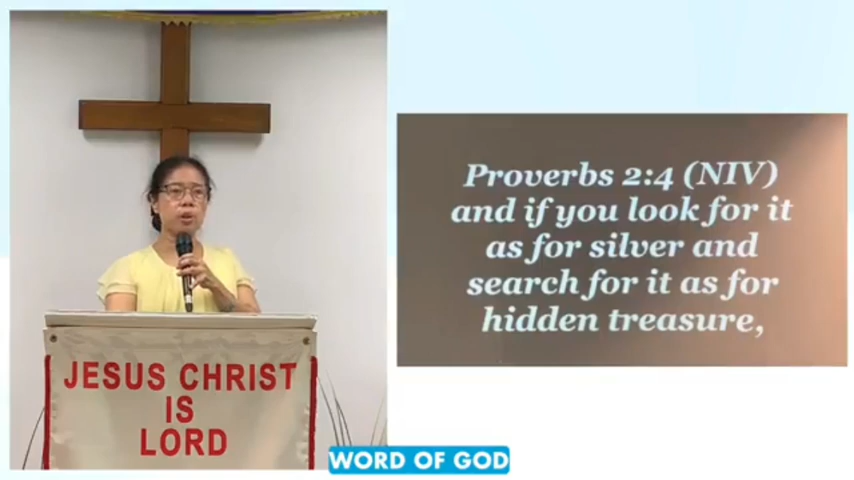 JESUS CHRIST
IS
LORD
Proverbs 2:4 (NIV)
and if you look for it
as for silver and
search for it as for
hidden treasure,
WORD OF GOD